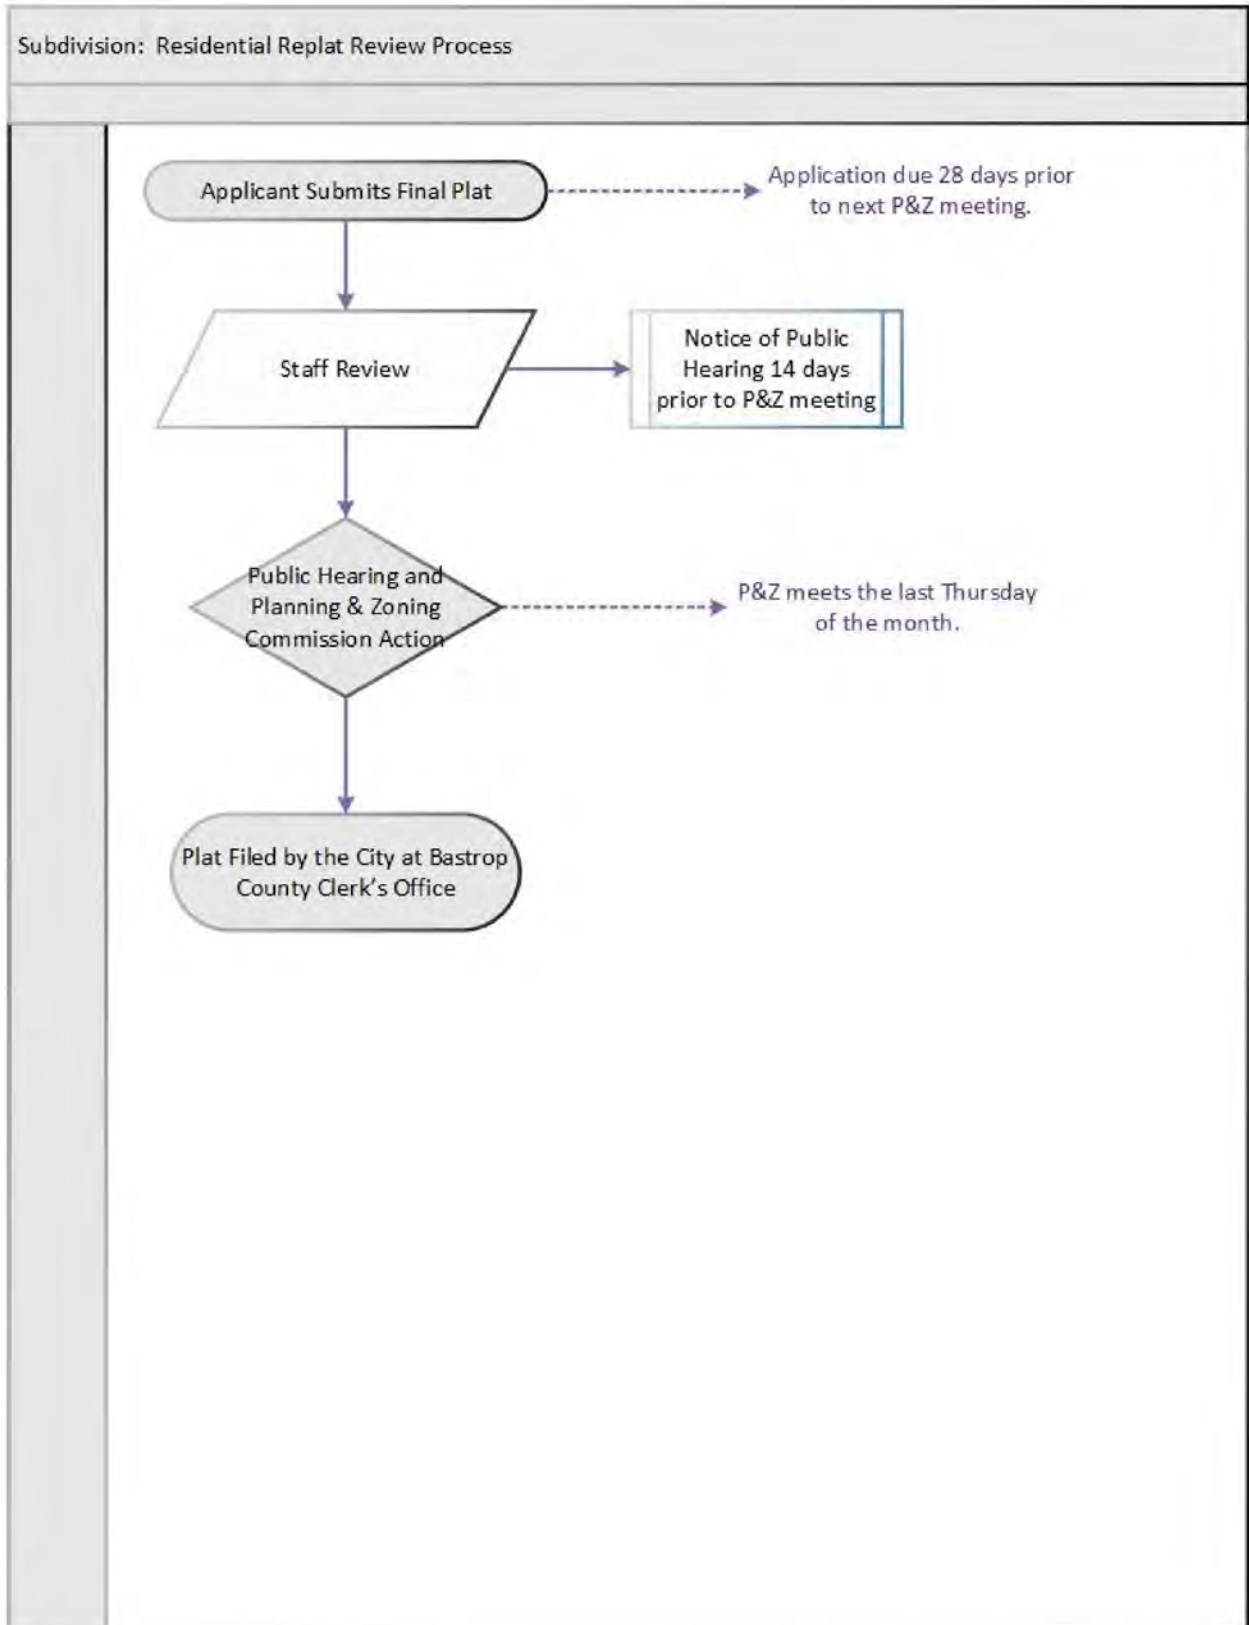 Subdivision: Residential Replat Review Process
Applicant Submits Final Plat
Application due 28 days prior
to next P&Z meeting.
Staff Review
Notice of Public
Hearing 14 days
prior to P&Z meeting
Public Hearing and
Planning & Zoning
Commission Action
P&Z meets the last Thursday
of the month.
Plat Filed by the City at Bastrop
County Clerk's Office